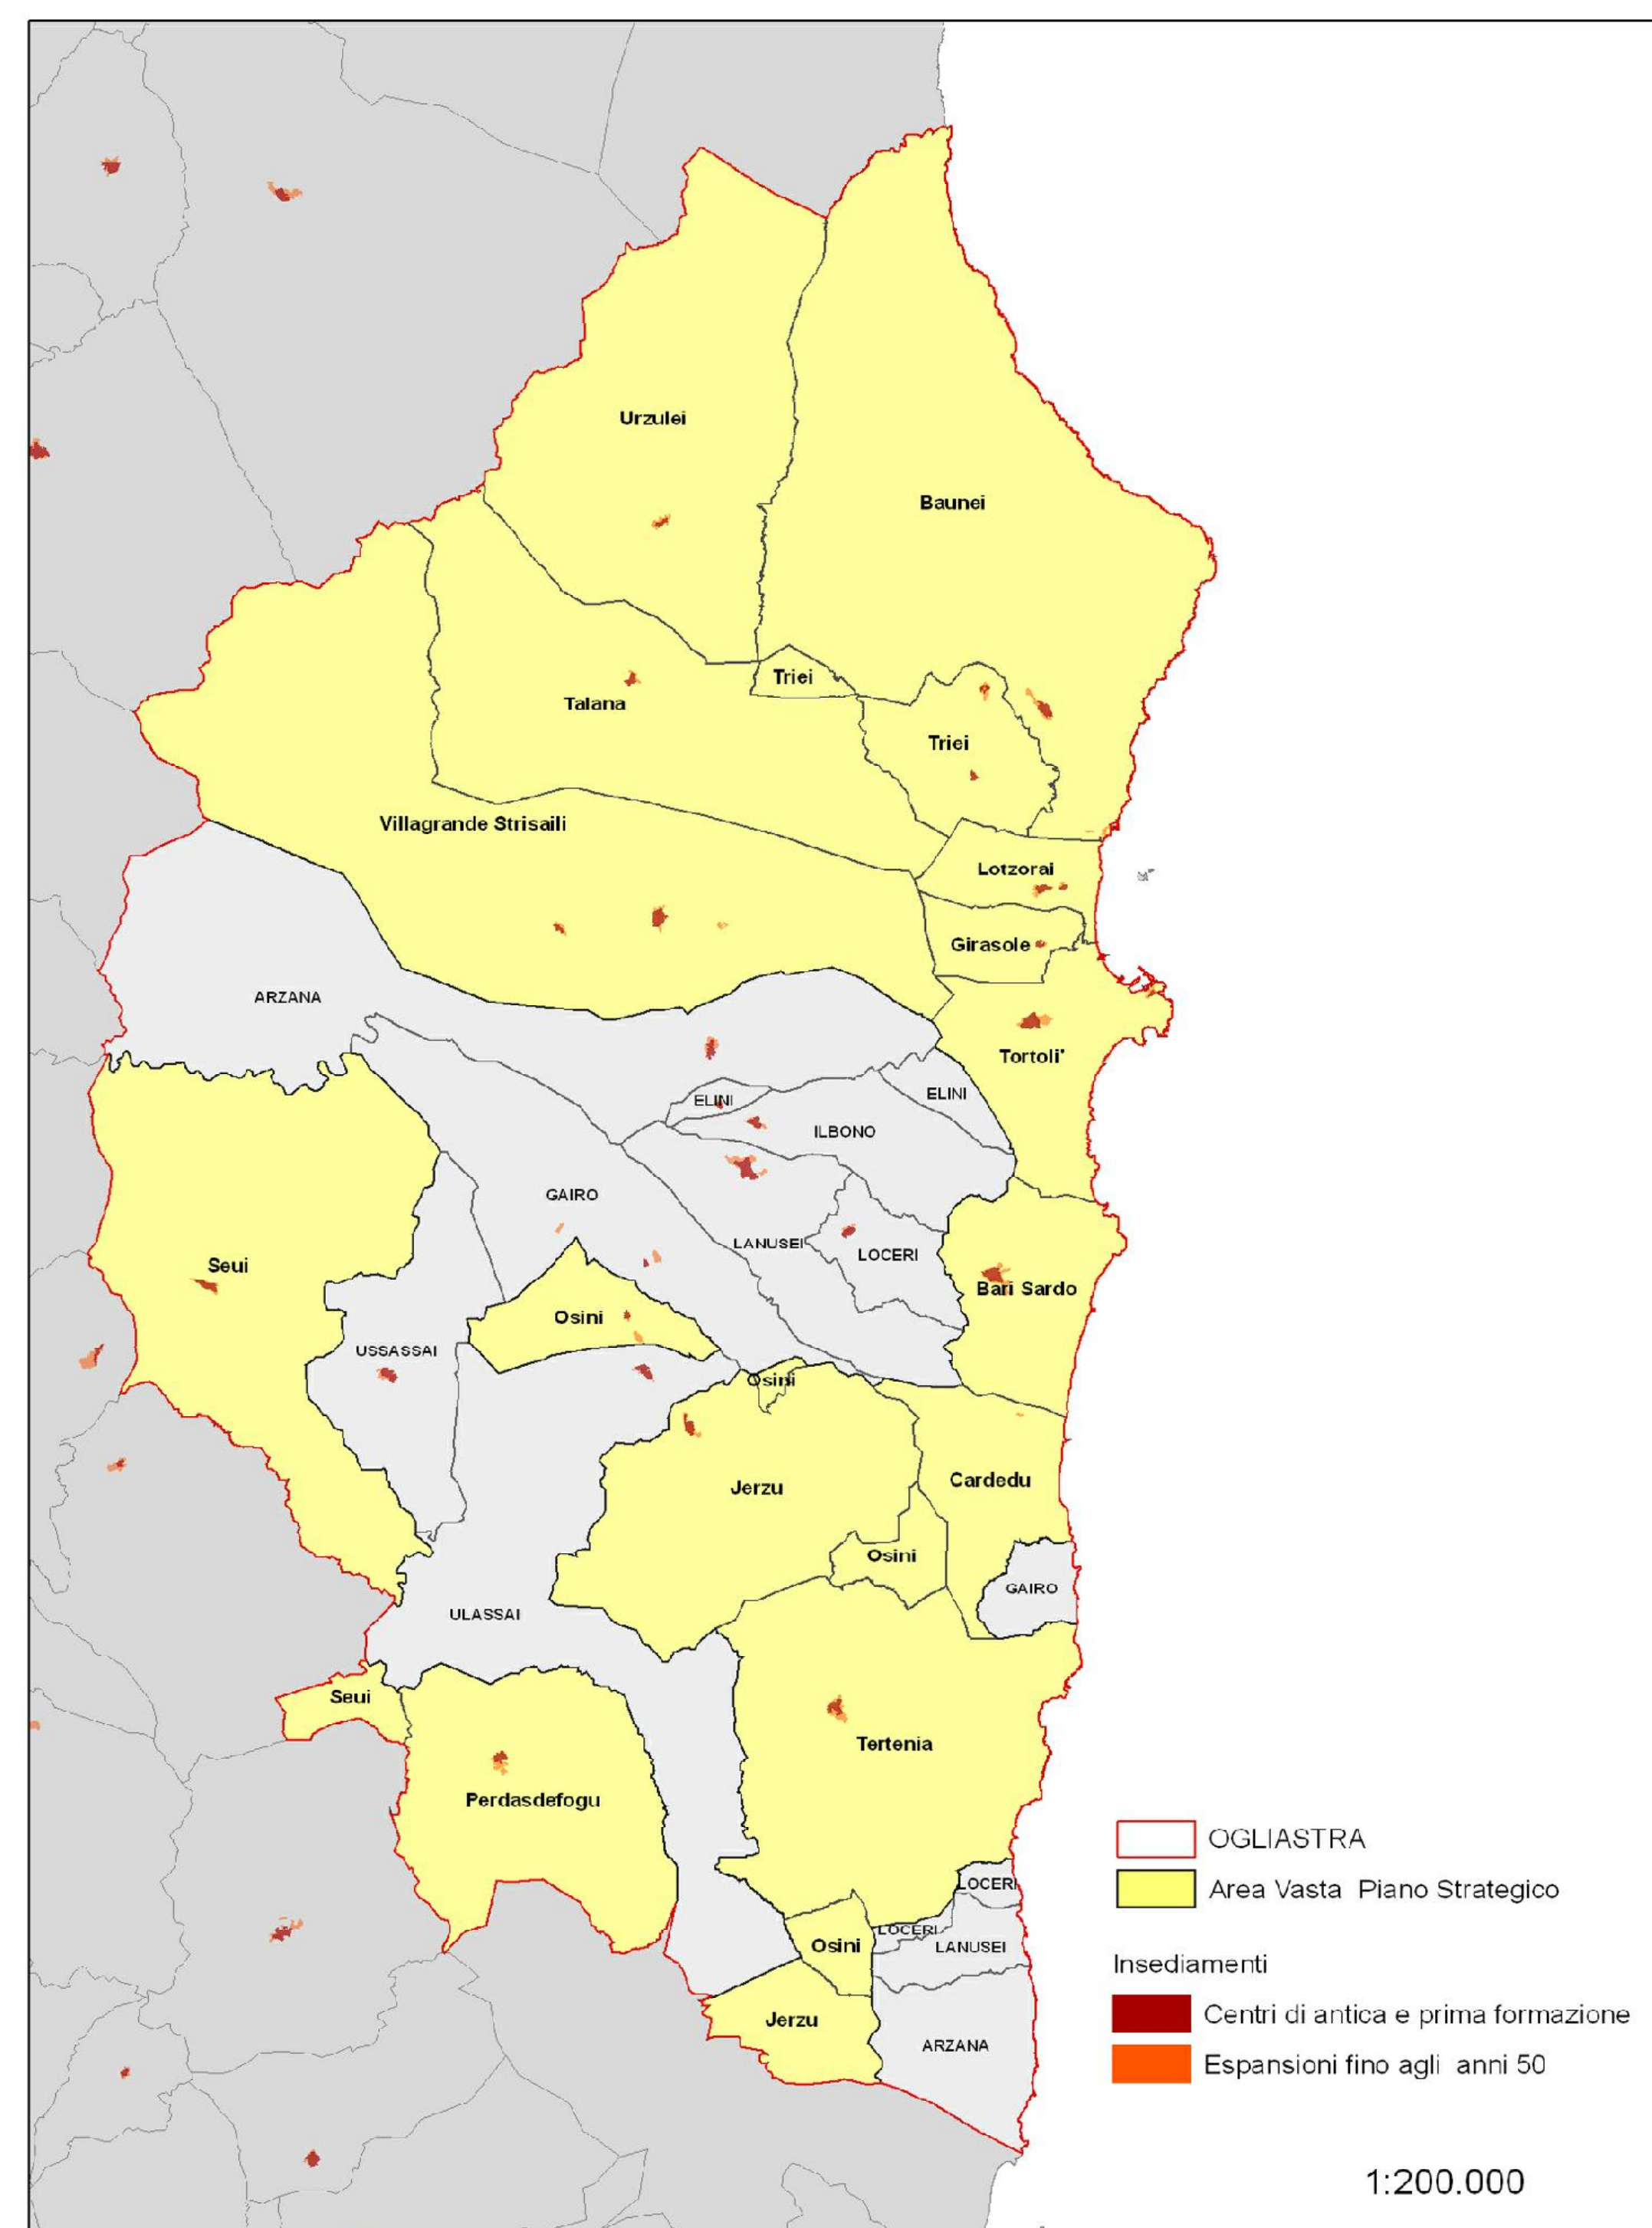 Urzulei
Baunei
Triei
Talana
Triei
Villagrande Strisaili
Lotzorai
Girasole
ARZANA
Tortoli'
ELINI
ELINI
ILBONO
GAIRO
LANUSEI
LOCERI
Seui
Bari Sardo
Osini
USSASSAI
Osini
Jerzu
Cardedu
Osini
GAIRO
ULASSAI
Seui
Tertenia
Perdasdefogu
OGLIASTRA
LOCERI
Area Vasta Piano Strategico
LOCERI
Osini
LANUSEI
Insediamenti
Centri di antica e prima formazione
Jerzu
ARZANA
Espansioni fino agli anni 50
1:200.000